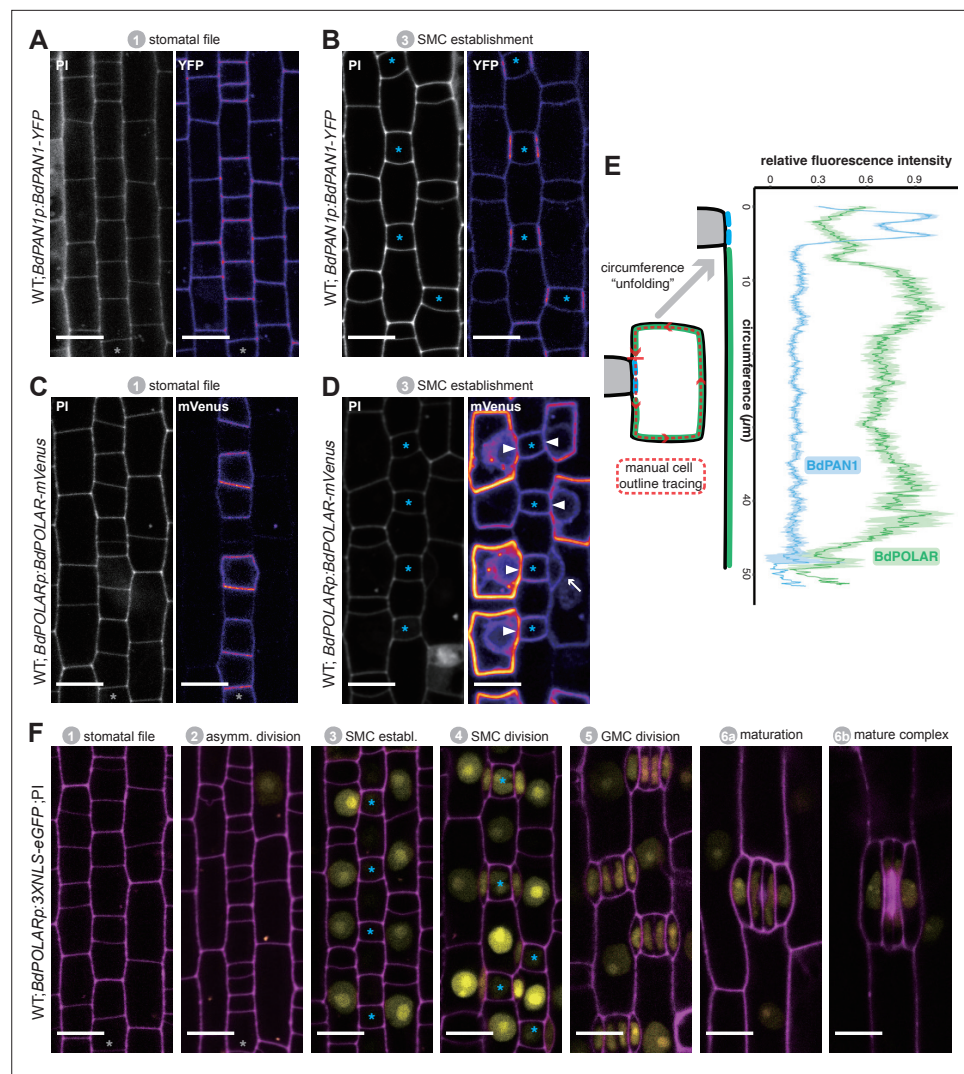 A
1 stomatal file
PI
YFP
*
WT;BdPAN1p:BdPAN1-YFP
B
3 SMC establishment
PI
YFP
* * * *
* * * *
WT;BdPAN1p:BdPAN1-YFP
C
1 stomatal file
PI
mVenus
* *
WT;BdPOLARp:BdPOLAR-mVenus
D
3 SMC establishment
PI
mVenus
* * * *
* * * *
WT; BdPOLARp:BdPOLAR-mVenus
E
relative fluorescence intensity
0 0.3 0.6 0.9
0
10
circumference (µm)
40
50
circumference
"unfolding"
manual cell
outline tracing
BdPAN1
BdPOLAR
F
1 stomatal file
2 asymm. division
3 SMC establ.
4 SMC division
5 GMC division
6a maturation
6b mature complex
WT;BdPOLARp:3XNLS-eGFP ;PI
* *
* * * *
* * * * *